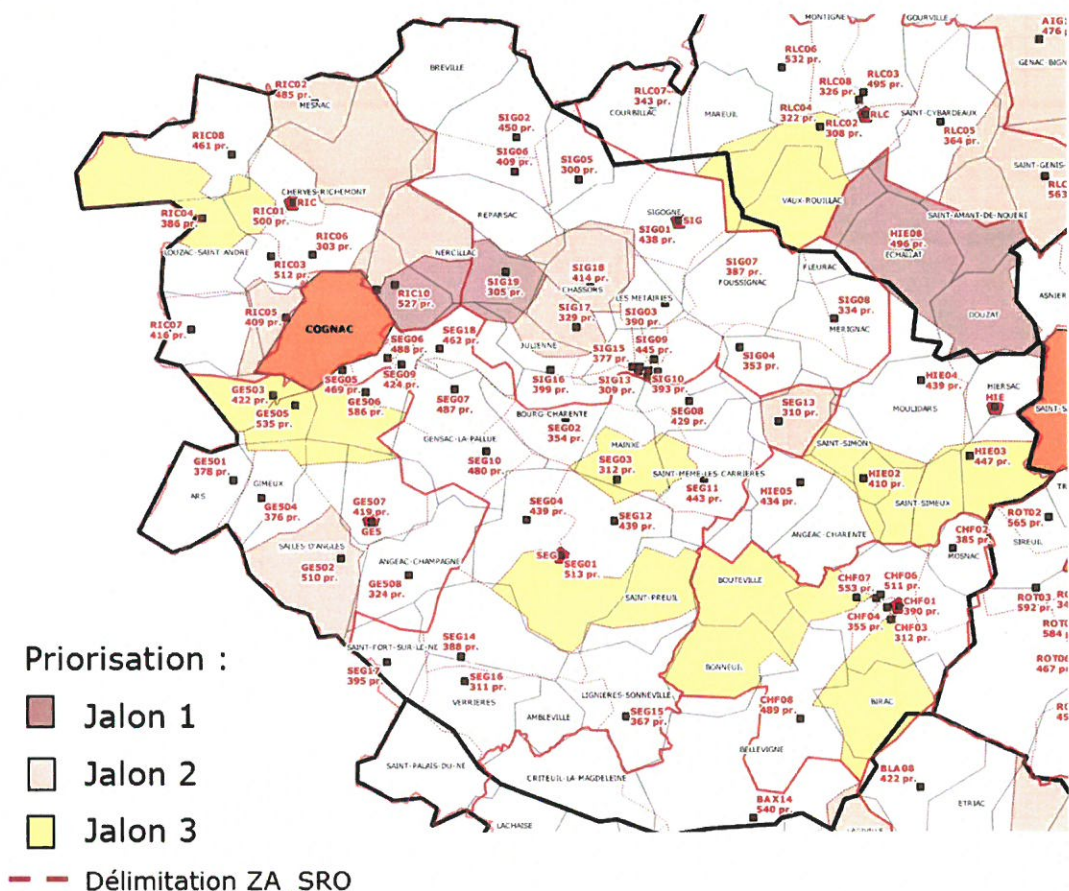 MONTIGNE
GOURVILLE
AIG1
476 p
GENAC-BIGN
RLC06
532 pr.
BREVILLE
RIC02
485 pr.
MESNAC
RLC07
343 pr.
COURBILLAC
MAREUIL
RLC08
326 pr.
RLC03
495 pr.
RLC
RLC04
322 pr.
RLC02
308 pr.
SAINT-CYBARDEAUX
RLC05
364 pr.
SIG02
450 pr.
RIC08
461 pr.
SIG06
409 pr.
SIG05
300 pr.
SAINT-GENIS-
RLC
563
CHERVES-RICHEMONT
RIC
RIC01
500 pr.
RIC04
386 pr.
REPARSAC
SIGOGNE
SIG
SIG01
438 pr.
VAUX-ROUILLAC
SAINT-AMANT-DE-NOUERE
HIE08
496 pr.
ECHALLAT
RIC06
303 pr.
LOUZAC-SAINT-ANDRE
RIC03
512 pr.
NERCILLAC
SIG18
414 pr.
CHASSORS
SIG07
387 pr.
FOUSSIGNAC
FLEURAC
ASNIER
RIC10
527 pr.
SIG19
305 pr.
LES METAIRIES
SIG03
390 pr.
SIG08
334 pr.
MERIGNAC
DOUZAT
SIG17
329 pr.
RIC07
416 pr.
RIC05
409 pr.
COGNAC
SEG18
462 pr.
SEG06
488 pr.
JULIENNE
SIG15
377 pr.
SIG09
445 pr.
SIG04
353 pr.
SEG09
424 pr.
SEG05
469 pr.
SIG16
399 pr.
SIG13
309 pr.
SIG10
393 pr.
HIE04
439 pr.
HIERSAC
HIE
GES03
422 pr.
GES05
535 pr.
GES06
586 pr.
SEG07
487 pr.
BOURG-CHARENTE
SEG08
429 pr.
SEG13
310 pr.
MOULIDARS
SAINT-S
SEG02
354 pr.
GENSAC-LA-PALLUE
MAINXE
SAINT-SIMON
SEG10
480 pr.
SEG03
312 pr.
SAINT-MEME-LES-CARRIERES
HIE03
447 pr.
GES01
378 pr.
GIMEUX
ARS
SEG11
443 pr.
HIE05
434 pr.
HIE02
410 pr.
SAINT-SIMEUX
TR
GES04
376 pr.
GES07
419 pr.
GES
SEG04
439 pr.
SEG12
439 pr.
ROT02
565 pr.
ANGEAC-CHARENTE
CHF02
385 pr.
MOSNAC
SIREUIL
SALLES-D'ANGLES
GES02
510 pr.
ANGEAC-CHAMPAGNE
SEG
SEG01
513 pr.
BOUTEVILLE
CHF07
553 pr.
CHF06
511 pr.
GES08
324 pr.
SAINT-PREUIL
CHF01
390 pr.
CHF04
355 pr.
CHF03
312 pr.
ROT03
592 pr.
ROT
34
ROT
584 pr
SEG14
388 pr.
SAINT-FORT-SUR-LE-NE
BONNEUIL
ROT06
467 pr.
SEG17
395 pr.
SEG16
311 pr.
VERRIERES
LIGNIERES-SONNEVILLE
BIRAC
RO
45
AMBLEVILLE
SEG15
367 pr.
CHF08
489 pr.
BELLEVIGNE
SAINT-PALAIS-DU-NE
CRITEUIL-LA-MAGDELEINE
BLA08
422 pr.
BAX14
540 pr.
ETRIAC
LACHAISE
Priorisation :
Jalon 1
Jalon 2
Jalon 3
Délimitation ZA SRO